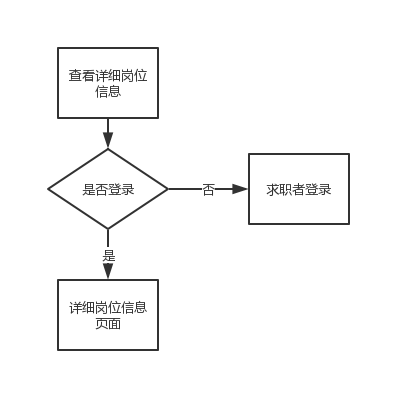 查看详细岗位
信息
是否登录
否
求职者登录
是
详细岗位信息
页面